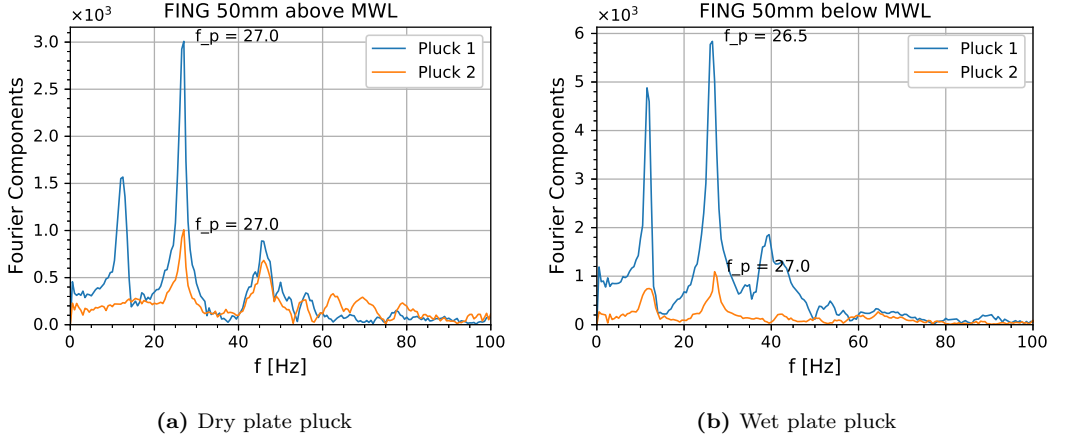 FING 50mm above MWL
×10³
f_p = 27.0
f_p = 27.0
Pluck 1
Pluck 2
Fourier Components
3.0
2.5
2.0
1.5
1.0
0.5
0.0
0 20 40 60 80 100
f [Hz]
(a) Dry plate pluck
FING 50mm below MWL
×10³
f_p = 26.5
f_p = 27.0
Pluck 1
Pluck 2
Fourier Components
6
5
4
3
2
1
0
0 20 40 60 80 100
f [Hz]
(b) Wet plate pluck